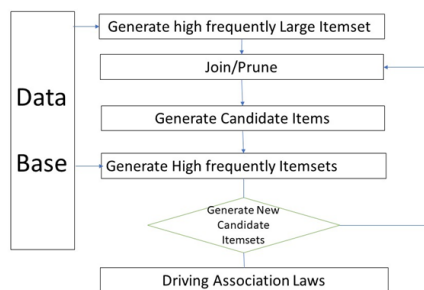 Data
Base
Generate high frequently Large Itemset
Join/Prune
Generate Candidate Items
Generate High frequently Itemsets
Generate New
Candidate
Itemsets
Driving Association Laws